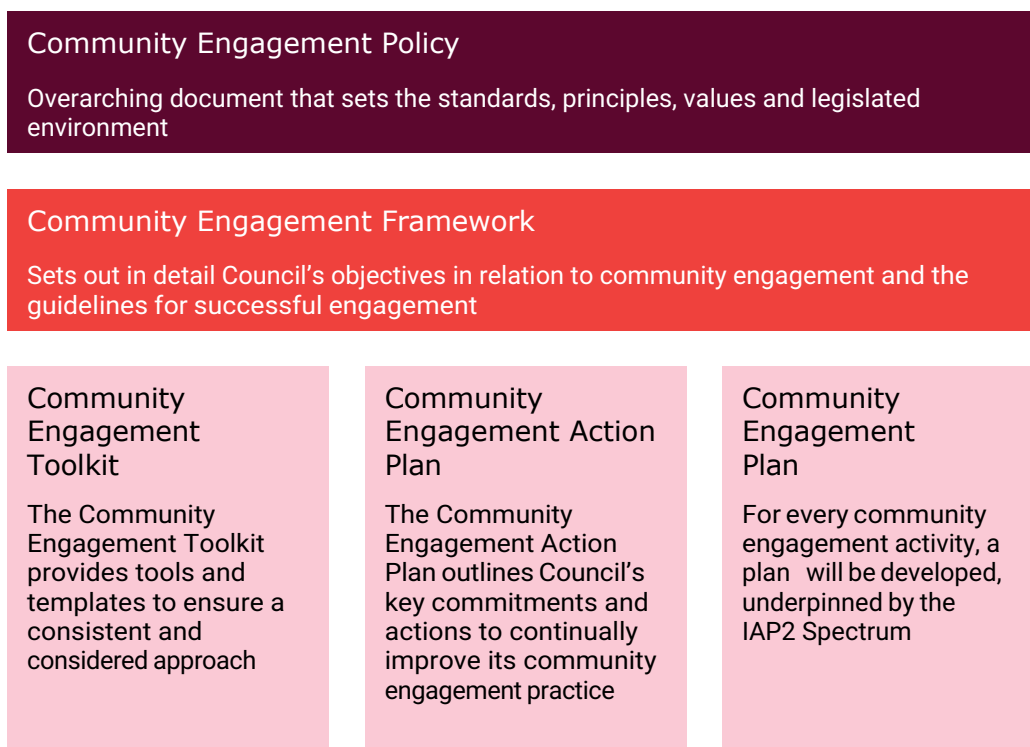 Community Engagement Policy
Overarching document that sets the standards, principles, values and legislated
environment
Community Engagement Framework
Sets out in detail Council’s objectives in relation to community engagement and the
guidelines for successful engagement
Community
Engagement
Toolkit
The Community
Engagement Toolkit
provides tools and
templates to ensure a
consistent and
considered approach
Community
Engagement Action
Plan
The Community
Engagement Action
Plan outlines Council’s
key commitments and
actions to continually
improve its community
engagement practice
Community
Engagement
Plan
For every community
engagement activity, a
plan will be developed,
underpinned by the
IAP2 Spectrum